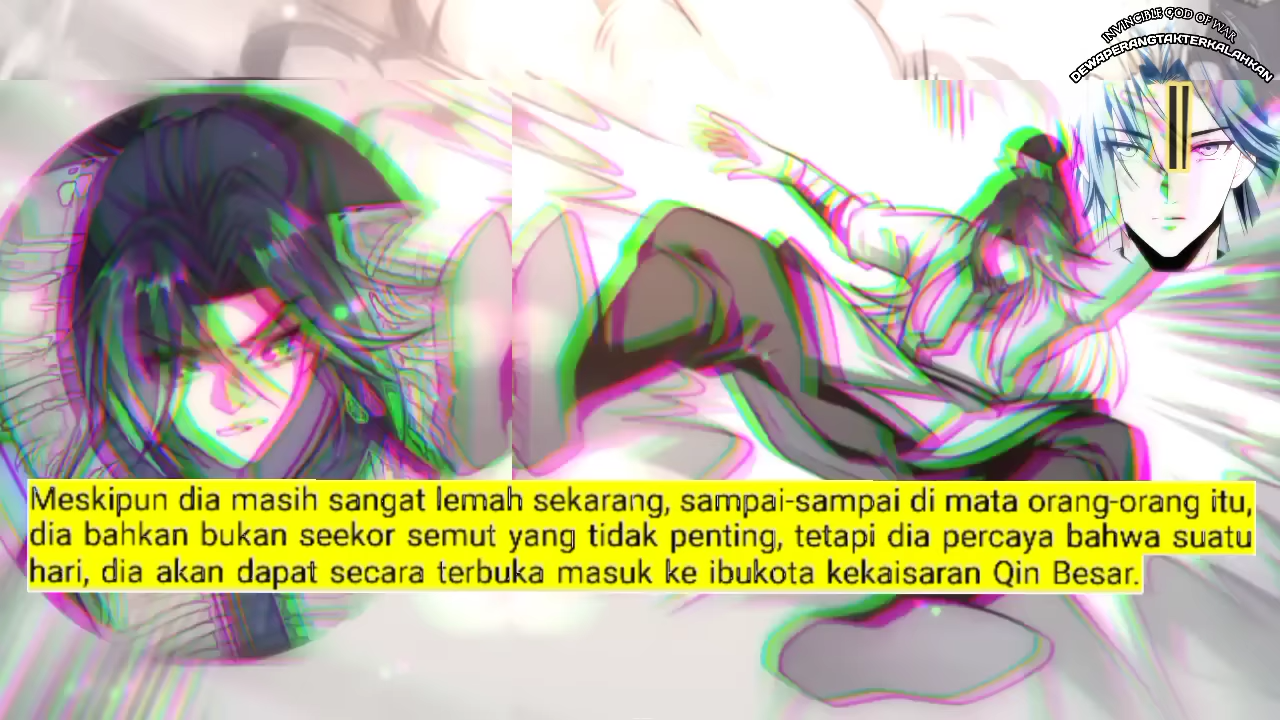 INVINCIBLE GOD OF WAR
DEWAPERANGTAKTERKALAHKAN
Meskipun dia masih sangat lemah sekarang, sampai-sampai di mata orang-orang itu,
dia bahkan bukan seekor semut yang tidak penting, tetapi dia percaya bahwa suatu
hari, dia akan dapat secara terbuka masuk ke ibukota kekaisaran Qin Besar.